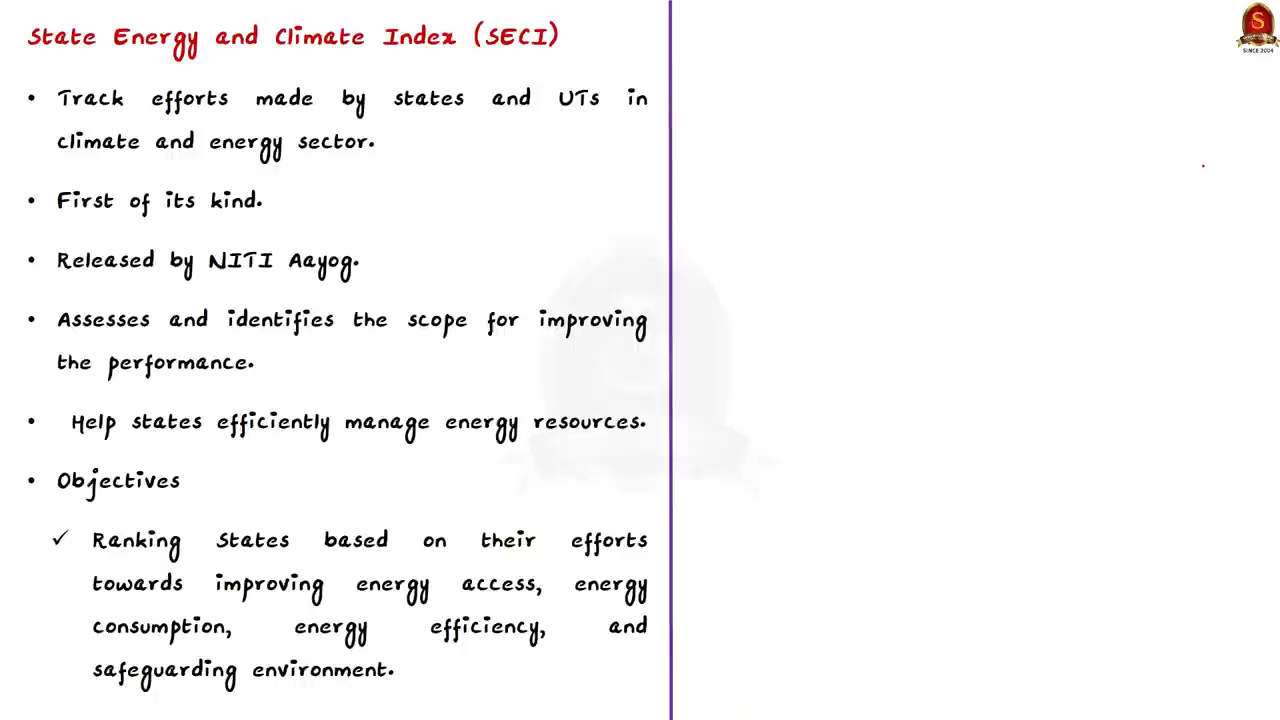 State Energy and Climate Index (SECI)
• Track efforts made by states and UTs in
climate and energy sector.
• First of its kind.
• Released by NITI Aayog.
• Assesses and identifies the scope for improving
the performance.
• Help states efficiently manage energy resources.
• Objectives
✓ Ranking States based on their efforts
towards improving energy access, energy
consumption, energy efficiency, and
safeguarding environment.
S
SINCE 2004